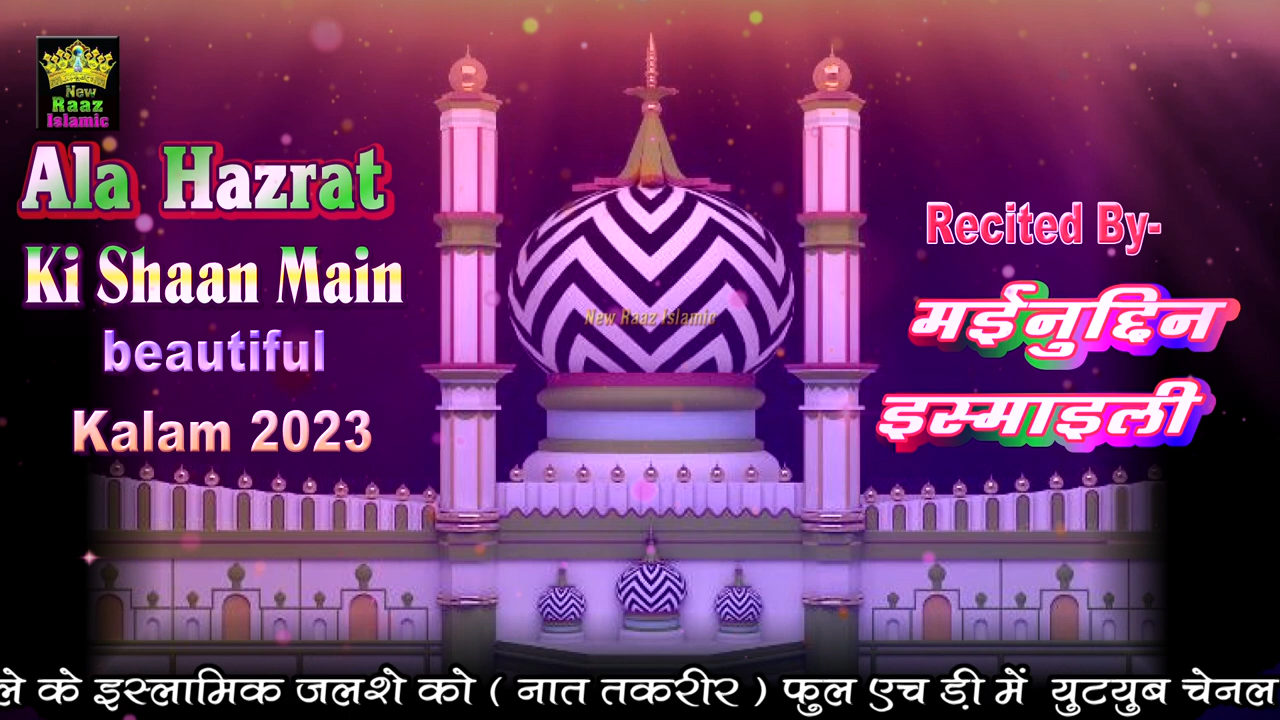 New
Raaz
Islamic
Ala Hazrat
Ki Shaan Main
beautiful
Kalam 2023
New Raaz Islamic
Recited By-
मईनुद्दिन
इस्माइली
ले के इस्लामिक जलशे को ( नात तकरीर ) फुल एच डी़ में युटयुब चेनल